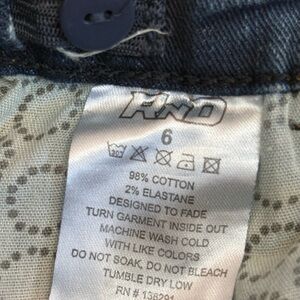 RND
6
98% COTTON
2% ELASTANE
DESIGNED TO FADE
TURN GARMENT INSIDE OUT
MACHINE WASH COLD
WITH LIKE COLORS
DO NOT SOAK, DO NOT BLEACH
TUMBLE DRY LOW
RN #